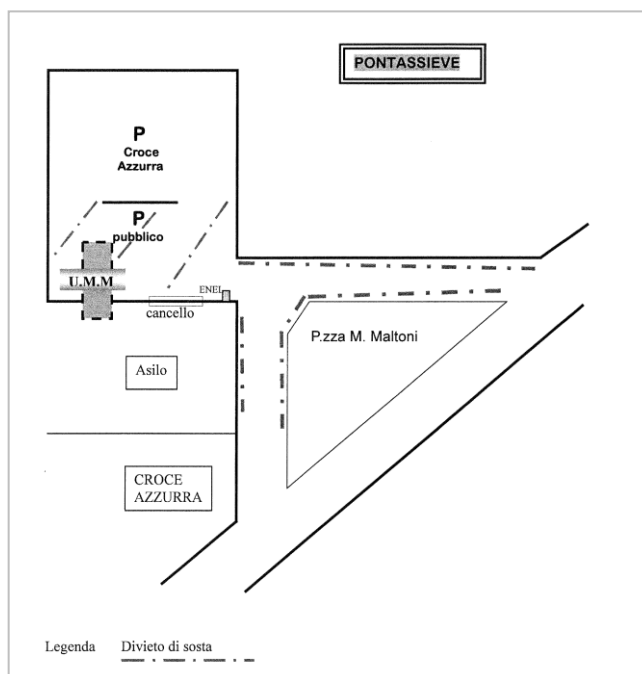 PONTASSIEVE
P
Croce
Azzurra
P
pubblico
U.M.M
ENEL
cancello
P.zza M. Maltoni
Asilo
CROCE
AZZURRA
Legenda Divieto di sosta